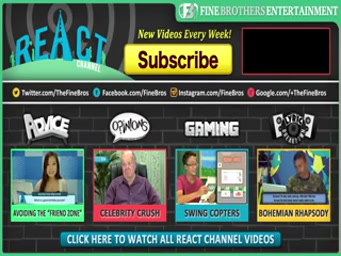 FINE BROTHERS ENTERTAINMENT
REACT
CHANNEL
New Videos Every Week!
Subscribe
Twitter.com/TheFineBros
Facebook.com/FineBros
Instagram.com/FineBros
Google.com/+TheFineBros
ADVICE
OPINIONS
GAMING
LYRIC
AVOIDING THE "FRIEND ZONE"
CELEBRITY CRUSH
SWING COPTERS
BOHEMIAN RHAPSODY
CLICK HERE TO WATCH ALL REACT CHANNEL VIDEOS